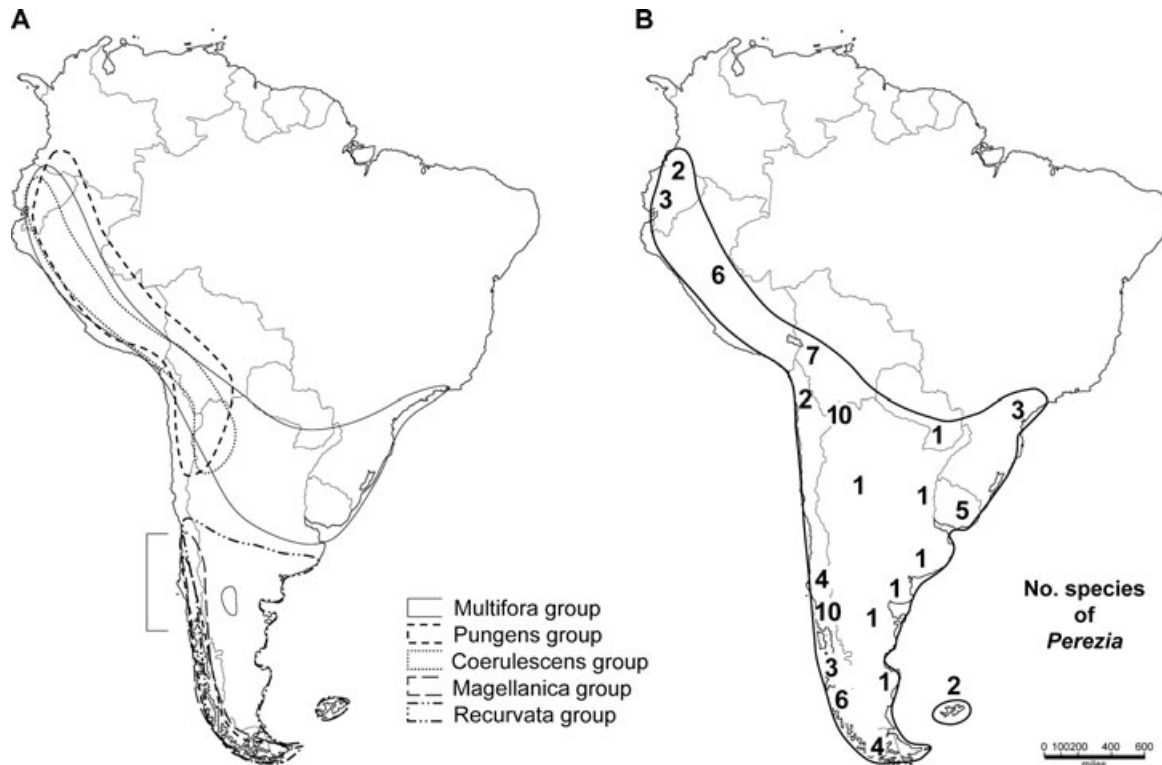 A
Multifora group
Pungens group
Coerulescens group
Magellanica group
Recurvata group
B
2
3
6
7
2
10
3
1
1
1
5
1
4
1
10
1
3
1
6
2
4
No. species
of
Perezia
0 100200 400 600
miles